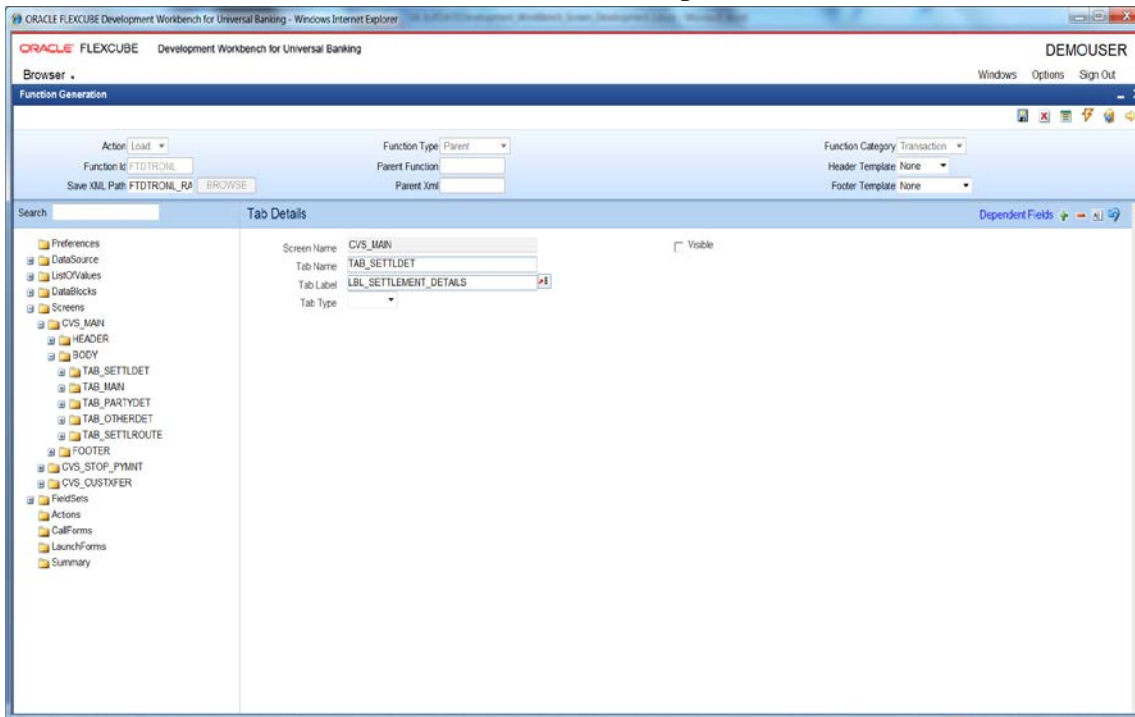 ORACLE FLEXCUBE Development Workbench for Universal Banking - Windows Internet Explorer
ORACLE FLEXCUBE Development Workbench for Universal Banking DEMOUSER
Browser Windows Options Sign Out
Function Generation
Action Load Function Type Parent Function Category Transaction
Function Id FTDTRONL Parent Function Header Template None
Save XML Path FTDTRONL_RA BROWSE Parent Xml Footer Template None
Search Tab Details Dependent Fields
Preferences Screen Name CVS_MAIN Visible
DataSource Tab Name TAB_SETTLDET
ListOfValues Tab Label LBL_SETTLEMENT_DETAILS
DataBlocks Tab Type
Screens
CVS_MAIN
HEADER
BODY
TAB_SETTLDET
TAB_MAIN
TAB_PARTYDET
TAB_OTHERDET
TAB_SETTLROUTE
FOOTER
CVS_STOP_PYMNT
CVS_CUSTXFER
FieldSets
Actions
CallForms
LaunchForms
Summary